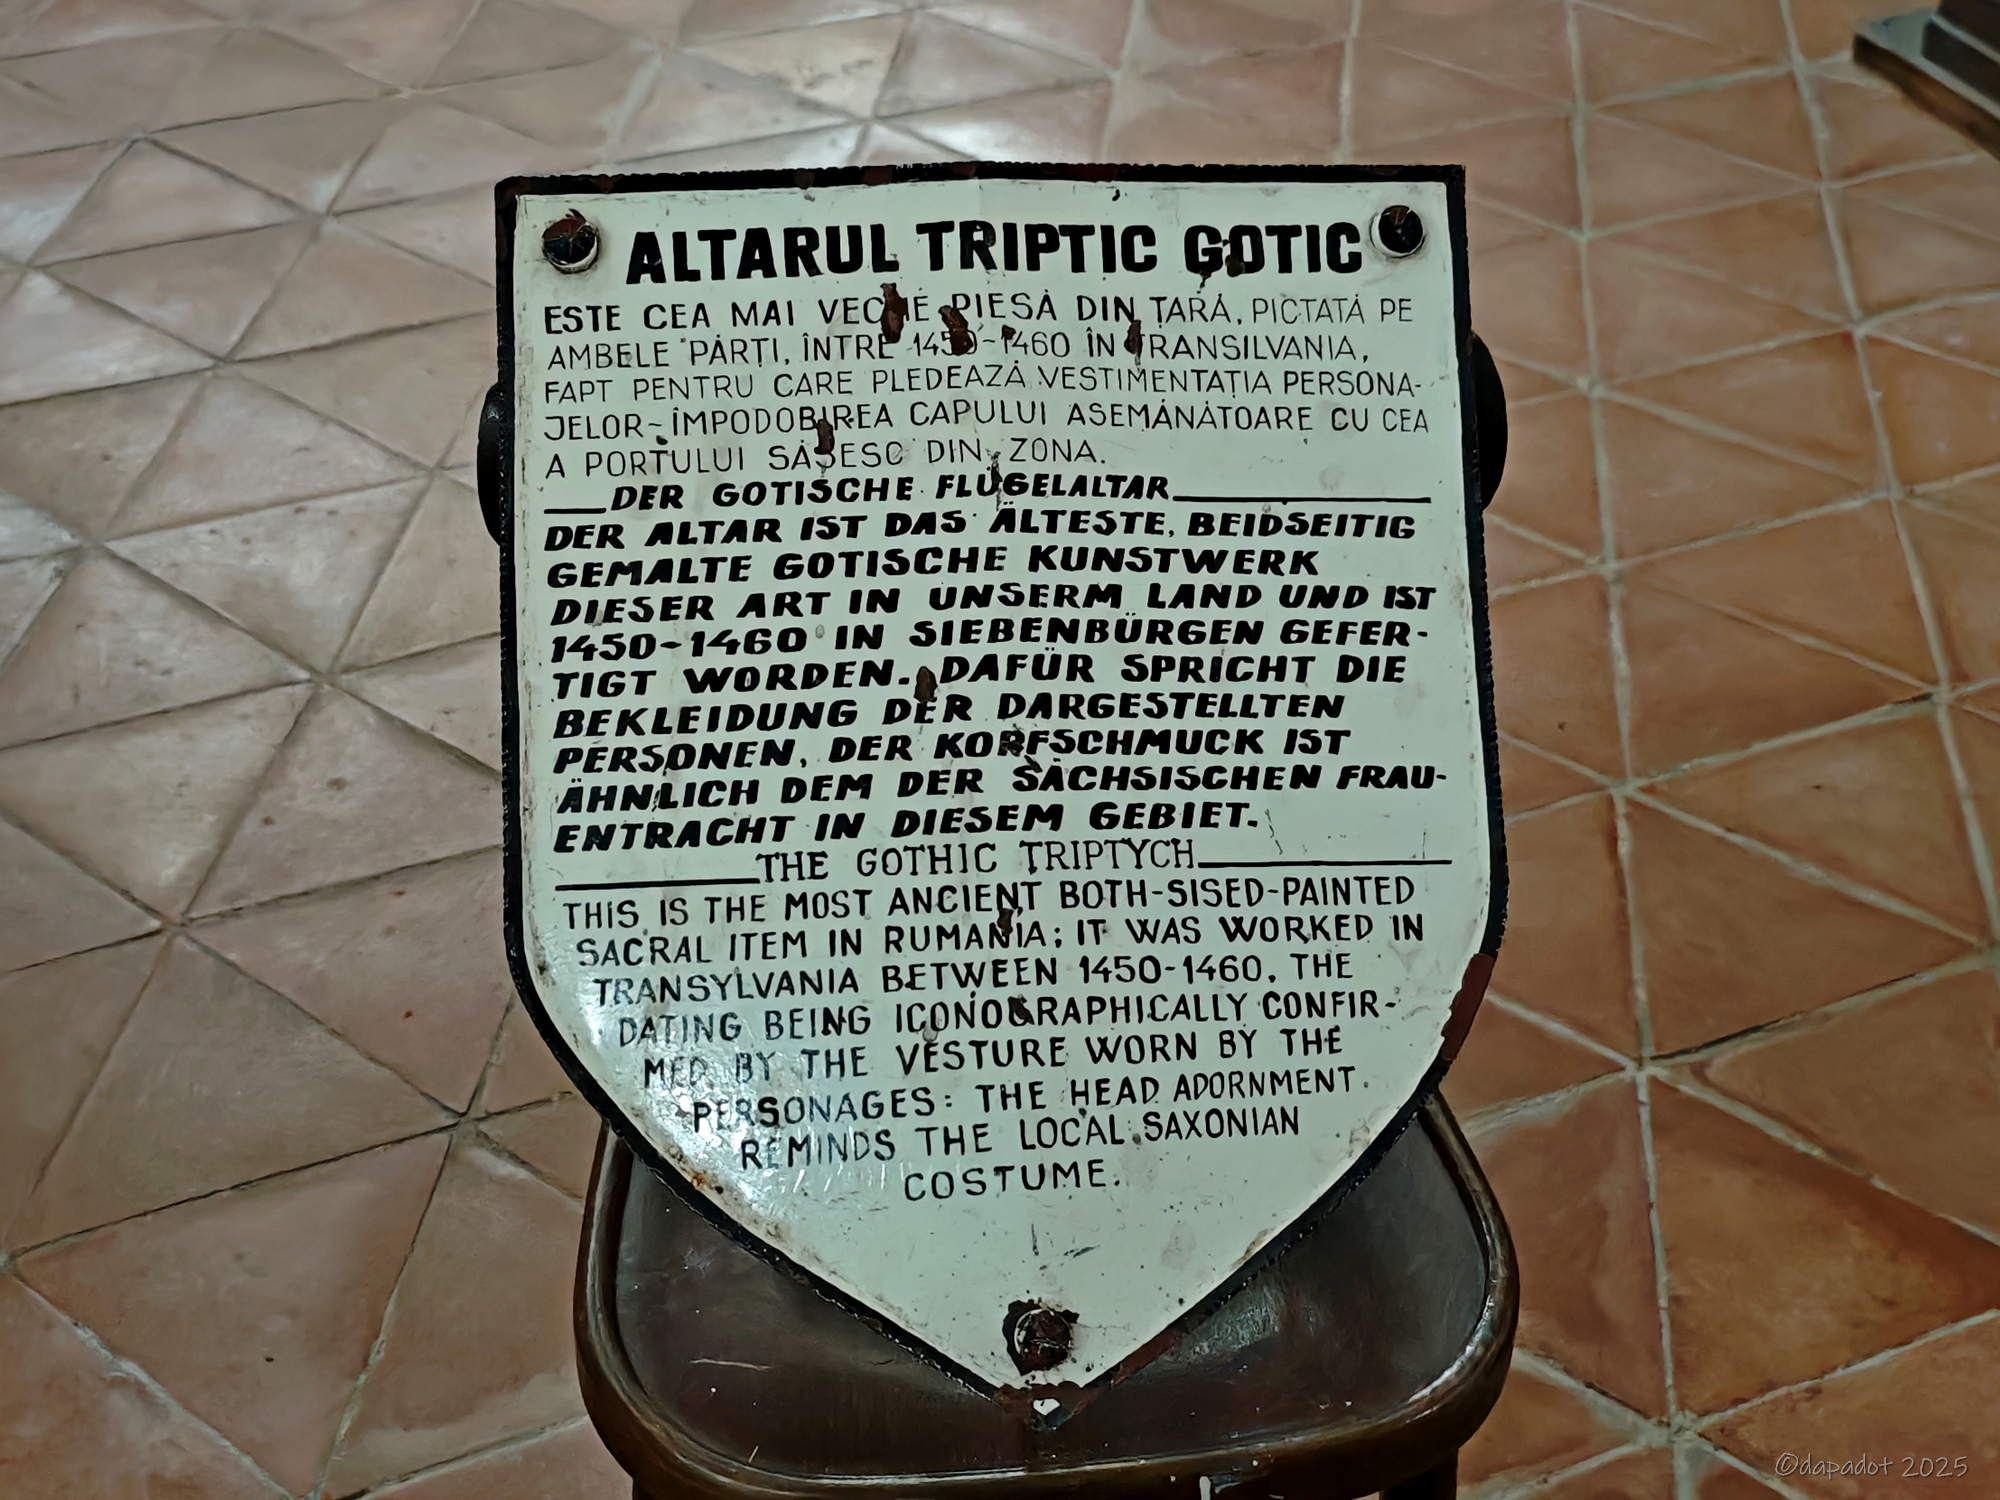 ALTARUL TRIPTIC GOTIC
ESTE CEA MAI VECHE PIESĂ DIN ȚARĂ, PICTATĂ PE
AMBELE PĂRȚI, ÎNTRE 1450~1460 ÎN TRANSILVANIA,
FAPT PENTRU CARE PLEDEAZĂ VESTIMENTAȚIA PERSONA-
JELOR~ÎMPODOBIREA CAPULUI ASEMĂNĂTOARE CU CEA
A PORTULUI SĂSESC DIN ZONĂ.
DER GOTISCHE FLÜGELALTAR
DER ALTAR IST DAS ÄLTESTE, BEIDSEITIG
GEMALTE GOTISCHE KUNSTWERK
DIESER ART IN UNSERM LAND UND IST
1450~1460 IN SIEBENBÜRGEN GEFER-
TIGT WORDEN. DAFÜR SPRICHT DIE
BEKLEIDUNG DER DARGESTELLTEN
PERSONEN, DER KOPFSCHMUCK IST
ÄHNLICH DEM DER SÄCHSISCHEN FRAU-
ENTRACHT IN DIESEM GEBIET.
THE GOTHIC TRIPTYCH
THIS IS THE MOST ANCIENT BOTH-SISED-PAINTED
SACRAL ITEM IN RUMANIA; IT WAS WORKED IN
TRANSYLVANIA BETWEEN 1450-1460, THE
DATING BEING ICONOGRAPHICALLY CONFIR-
MED BY THE VESTURE WORN BY THE
PERSONAGES: THE HEAD ADORNMENT
REMINDS THE LOCAL SAXONIAN
COSTUME.
©dapadot 2025